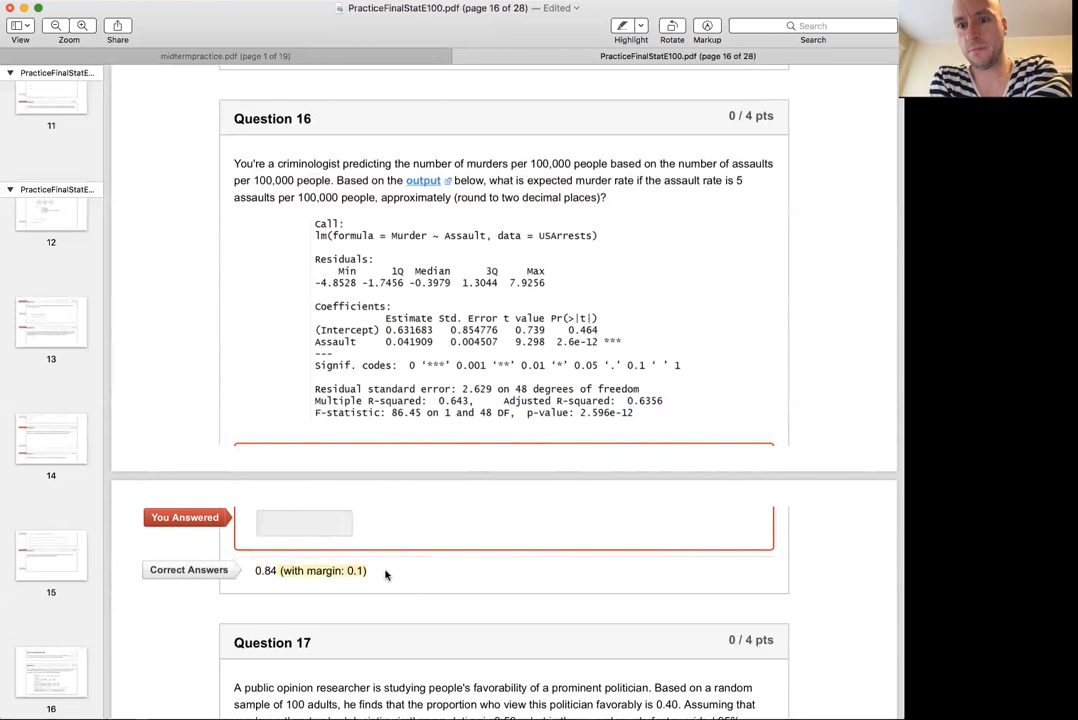 PracticeFinalStatE100.pdf (page 16 of 28) — Edited
View
Zoom
Share
Highlight
Rotate
Markup
Search
Search
midtermpractice.pdf (page 1 of 19)
PracticeFinalStatE100.pdf (page 16 of 28)
PracticeFinalStatE...
11
PracticeFinalStatE...
12
13
14
15
16
Question 16
0 / 4 pts
You're a criminologist predicting the number of murders per 100,000 people based on the number of assaults
per 100,000 people. Based on the output below, what is expected murder rate if the assault rate is 5
assaults per 100,000 people, approximately (round to two decimal places)?
Call:
lm(formula = Murder ~ Assault, data = USArrests)
Residuals:
Min 1Q Median 3Q Max
-4.8528 -1.7456 -0.3979 1.3044 7.9256
Coefficients:
Estimate Std. Error t value Pr(>|t|)
(Intercept) 0.631683 0.854776 0.739 0.464
Assault 0.041909 0.004507 9.298 2.6e-12 ***
---
Signif. codes: 0 ‘***’ 0.001 ‘**’ 0.01 ‘*’ 0.05 ‘.’ 0.1 ‘ ’ 1
Residual standard error: 2.629 on 48 degrees of freedom
Multiple R-squared: 0.643, Adjusted R-squared: 0.6356
F-statistic: 86.45 on 1 and 48 DF, p-value: 2.596e-12
You Answered
Correct Answers
0.84 (with margin: 0.1)
Question 17
0 / 4 pts
A public opinion researcher is studying people's favorability of a prominent politician. Based on a random
sample of 100 adults, he finds that the proportion who view this politician favorably is 0.40. Assuming that